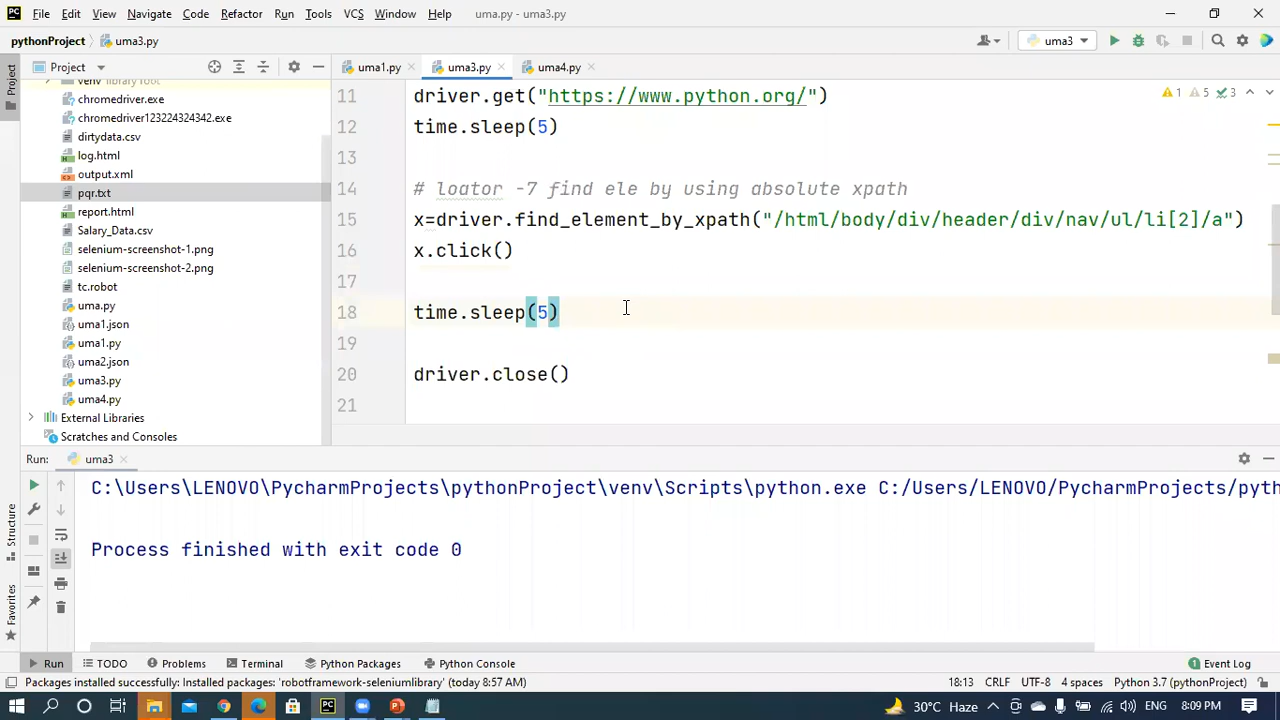 File Edit View Navigate Code Refactor Run Tools VCS Window Help uma.py - uma3.py
pythonProject uma3.py uma3
Project uma1.py uma3.py uma4.py
Project
venv library root
chromedriver.exe
chromedriver123224324342.exe
dirtydata.csv
log.html
output.xml
pqr.txt
report.html
Salary_Data.csv
selenium-screenshot-1.png
selenium-screenshot-2.png
tc.robot
uma.py
uma1.json
uma1.py
uma2.json
uma3.py
uma4.py
External Libraries
Scratches and Consoles
1 5 3
11 driver.get("https://www.python.org/")
12 time.sleep(5)
13
14 # loator -7 find ele by using absolute xpath
15 x=driver.find_element_by_xpath("/html/body/div/header/div/nav/ul/li[2]/a")
16 x.click()
17
18 time.sleep(5)
19
20 driver.close()
21
Run: uma3
C:\Users\LENOVO\PycharmProjects\pythonProject\venv\Scripts\python.exe C:/Users/LENOVO/PycharmProjects/pyth
Process finished with exit code 0
Structure
Favorites
Run TODO Problems Terminal Python Packages Python Console Event Log
Packages installed successfully: Installed packages: 'robotframework-seleniumlibrary' (today 8:57 AM) 18:13 CRLF UTF-8 4 spaces Python 3.7 (pythonProject)
30°C Haze ENG 8:09 PM